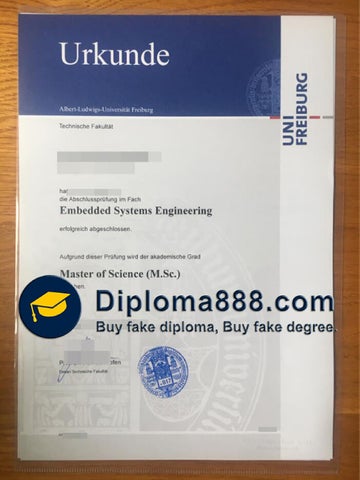 Urkunde
Albert-Ludwigs-Universität Freiburg
UNI
FREIBURG
Technische Fakultät
hat
die Abschlussprüfung im Fach
Embedded Systems Engineering
erfolgreich abgeschlossen.
Aufgrund dieser Prüfung wird der akademische Grad
Master of Science (M.Sc.)
Diploma888.com
Buy fake diploma, Buy fake degree